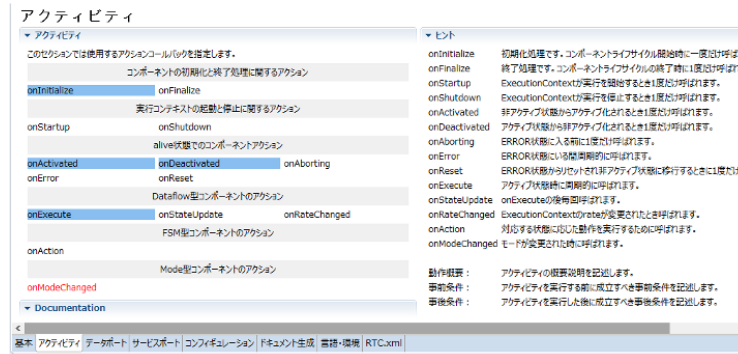 アクティビティ
アクティビティ
このセクションでは使用するアクションコールバックを指定します。
コンポーネントの初期化と終了処理に関するアクション
onInitialize onFinalize
実行コンテキストの起動と停止に関するアクション
onStartup onShutdown
alive状態でのコンポーネントアクション
onActivated onDeactivated onAborting
onError onReset
Dataflow型コンポーネントのアクション
onExecute onStateUpdate onRateChanged
FSM型コンポーネントのアクション
onAction
Mode型コンポーネントのアクション
onModeChanged
Documentation
ヒント
onInitialize 初期化処理です。コンポーネントライフサイクル開始時に一度だけ呼ば
onFinalize 終了処理です。コンポーネントライフサイクルの終了時に1度だけ呼ば
onStartup ExecutionContextが実行を開始するとき1度だけ呼ばれます。
onShutdown ExecutionContextが実行を停止するとき1度だけ呼ばれます。
onActivated 非アクティブ状態からアクティブ化されるとき1度だけ呼ばれます。
onDeactivated アクティブ状態から非アクティブ化されるとき1度だけ呼ばれます。
onAborting ERROR状態に入る前に1度だけ呼ばれます。
onError ERROR状態にいる間周期的に呼ばれます。
onReset ERROR状態からリセットされ非アクティブ状態に移行するときに1度だけ
onExecute アクティブ状態時に周期的に呼ばれます。
onStateUpdate onExecuteの後毎回呼ばれます。
onRateChanged ExecutionContextのrateが変更されたとき呼ばれます。
onAction 対応する状態に応じた動作を実行するために呼ばれます。
onModeChanged モードが変更された時に呼ばれます。
動作概要： アクティビティの概要説明を記述します。
事前条件： アクティビティを実行する前に成立すべき事前条件を記述します。
事後条件： アクティビティを実行した後に成立すべき事後条件を記述します。
基本 アクティビティ データポート サービスポート コンフィギュレーション ドキュメント生成 言語・環境 RTC.xml